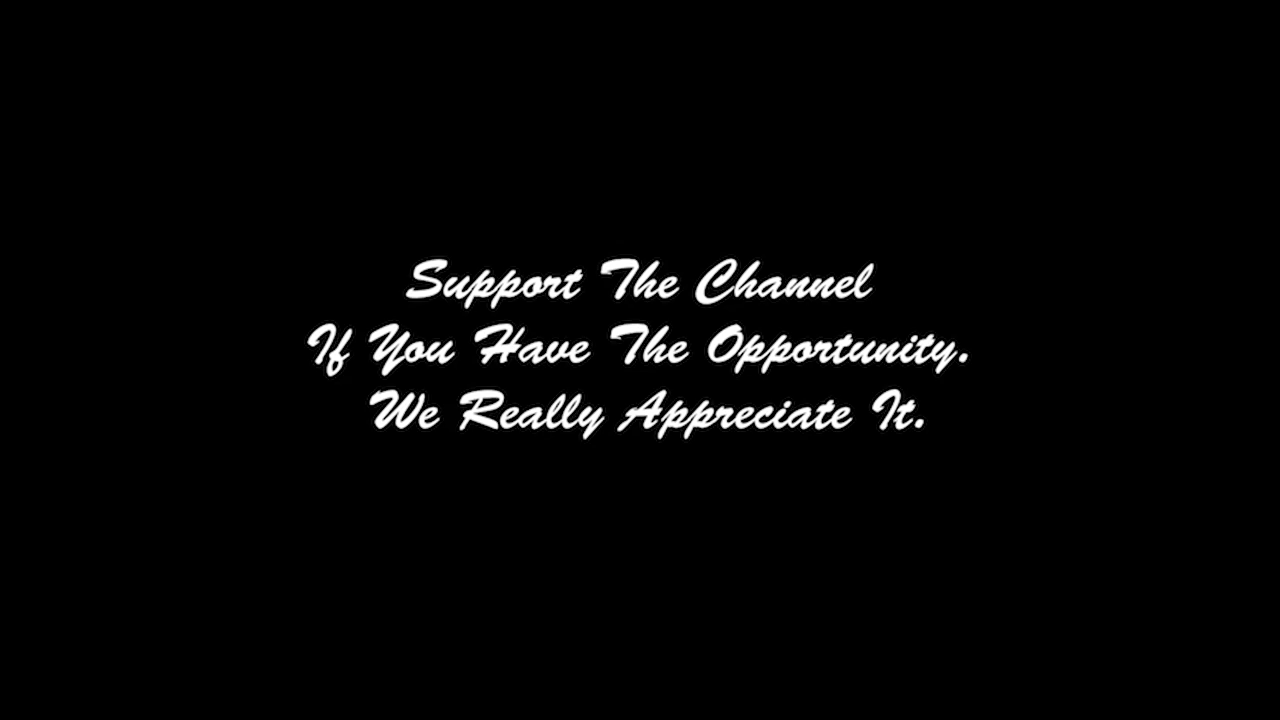 Support The Channel
If You Have The Opportunity.
We Really Appreciate It.